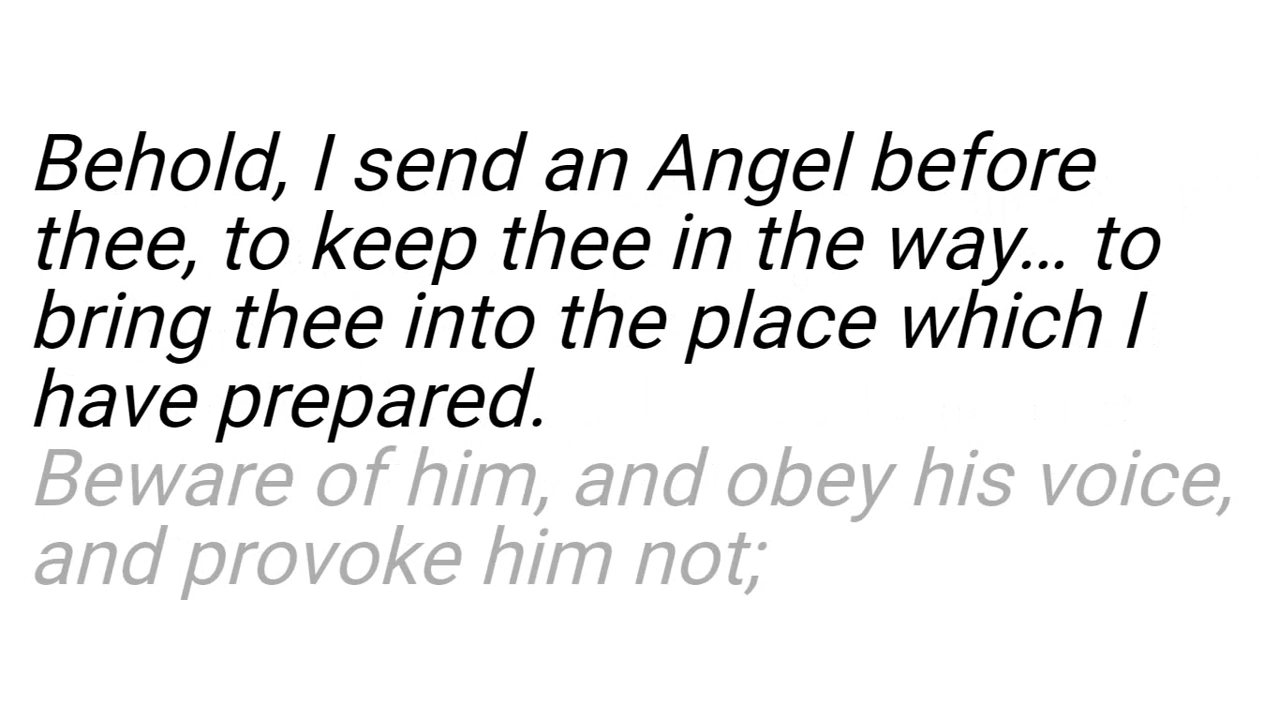 Behold, I send an Angel before
thee, to keep thee in the way... to
bring thee into the place which I
have prepared.
Beware of him, and obey his voice,
and provoke him not;